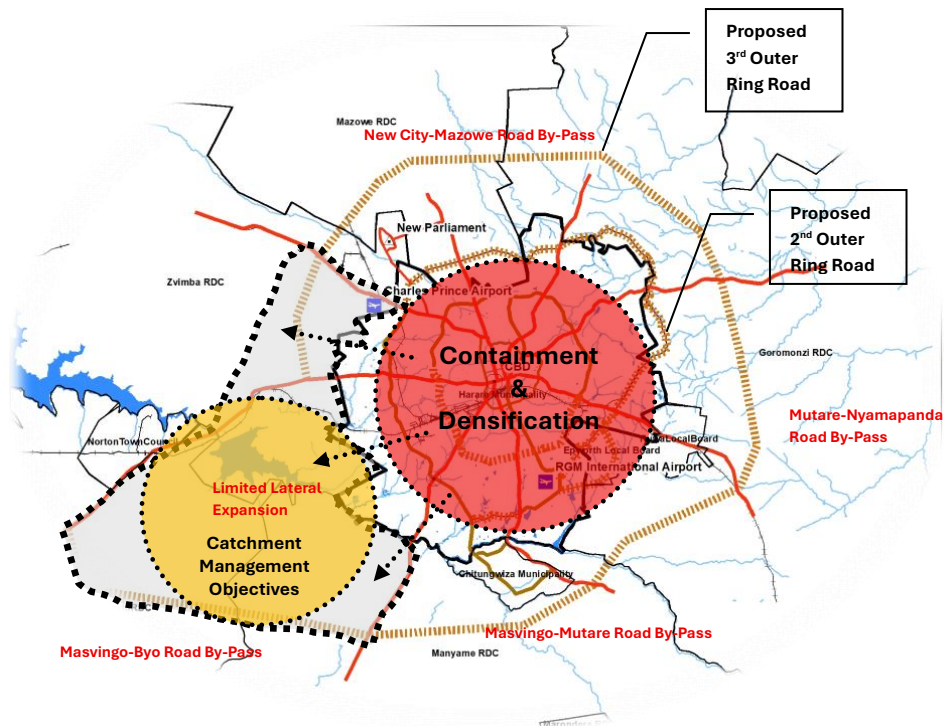 Proposed
3rd Outer
Ring Road
Mazowe RDC
New City-Mazowe Road By-Pass
Proposed
2nd Outer
Ring Road
New Parliament
Zvimba RDC
Charles Prince Airport
Containment
CBD
&
Harare Municipality
Densification
Goromonzi RDC
Mutare-Nyamapanda
Road By-Pass
Norton Town Council
LocalBoard
Epworth Local Board
RGM International Airport
Limited Lateral
Expansion
Catchment
Management
Objectives
Chitungwiza Municipality
RDC
Masvingo-Mutare Road By-Pass
Masvingo-Byo Road By-Pass
Manyame RDC